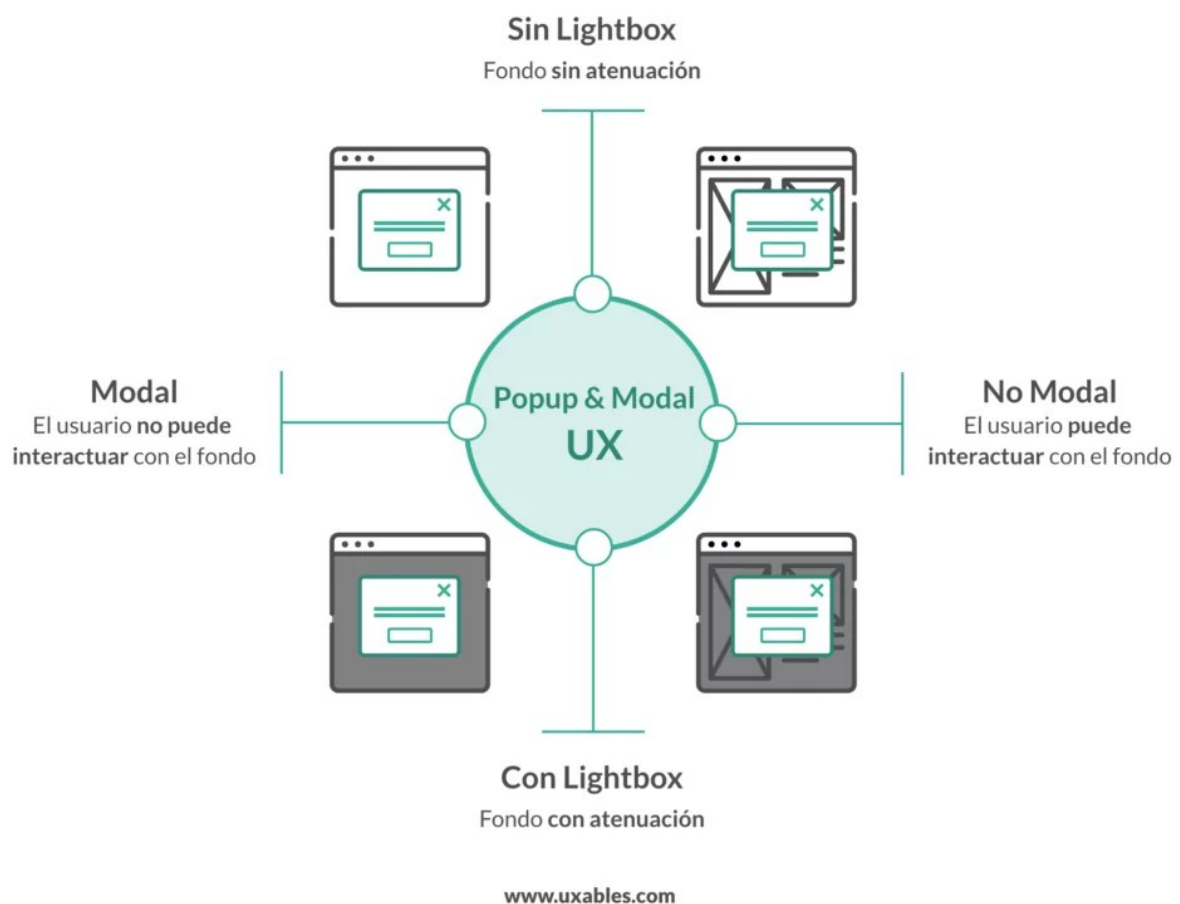 Sin Lightbox
Fondo sin atenuación
Modal
El usuario no puede
interactuar con el fondo
Popup & Modal
UX
No Modal
El usuario puede
interactuar con el fondo
Con Lightbox
Fondo con atenuación
www.uxables.com